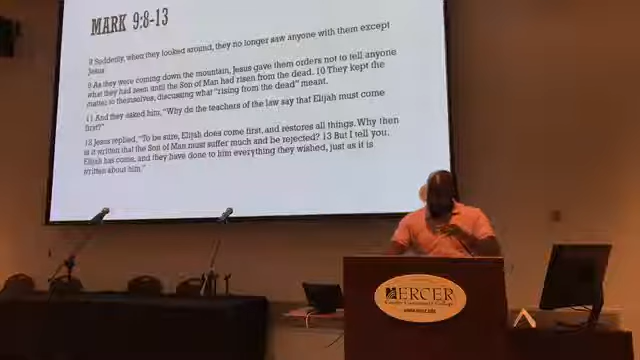 MARK 9:8-13
8 Suddenly, when they looked around, they no longer saw anyone with them except
Jesus
9 As they were coming down the mountain, Jesus gave them orders not to tell anyone
what they had seen until the Son of Man had risen from the dead. 10 They kept the
matter to themselves, discussing what "rising from the dead" meant.
11 And they asked him, "Why do the teachers of the law say that Elijah must come
first?"
12 Jesus replied, "To be sure, Elijah does come first, and restores all things. Why then
is it written that the Son of Man must suffer much and be rejected? 13 But I tell you,
Elijah has come, and they have done to him everything they wished, just as it is
written about him."
MERCER
County Community College
www.mccc.edu